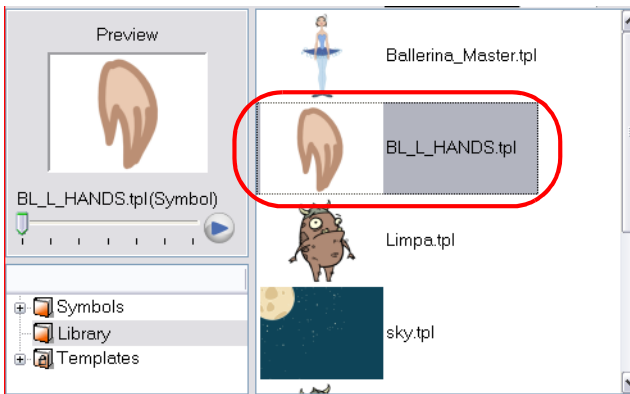 Preview
BL_L_HANDS.tpl(Symbol)
Symbols
Library
Templates
Ballerina_Master.tpl
BL_L_HANDS.tpl
Limpa.tpl
sky.tpl